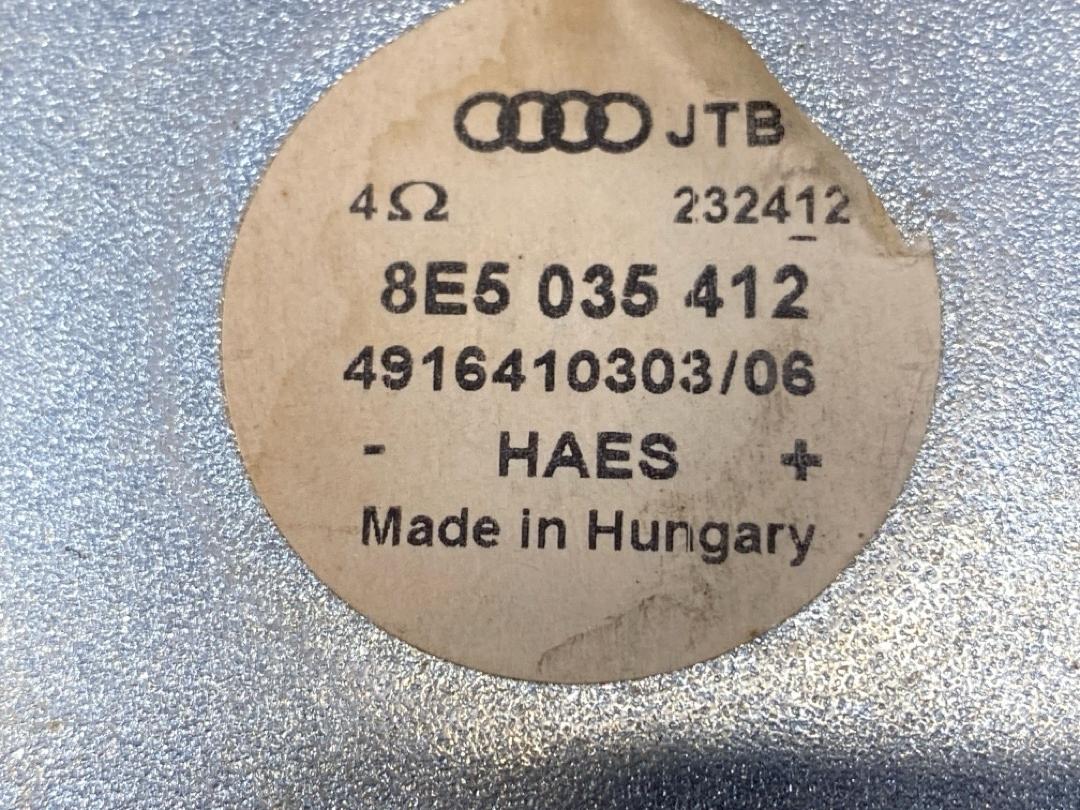 JTB
4Ω 232412
8E5 035 412
4916410303/06
- HAES +
Made in Hungary